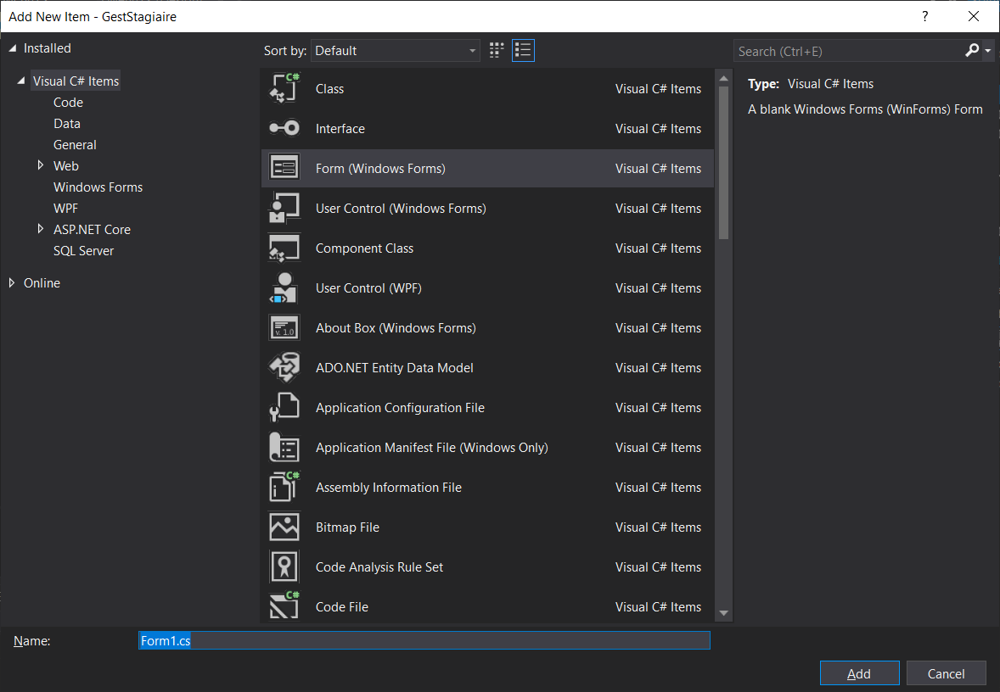 Add New Item - GestStagiaire
?
Installed
Sort by: Default
Search (Ctrl+E)
Visual C# Items
Code
Data
General
Web
Windows Forms
WPF
ASP.NET Core
SQL Server
Online
C# Class Visual C# Items
Interface Visual C# Items
Form (Windows Forms) Visual C# Items
User Control (Windows Forms) Visual C# Items
Component Class Visual C# Items
User Control (WPF) Visual C# Items
v. 1.0 About Box (Windows Forms) Visual C# Items
ADO.NET Entity Data Model Visual C# Items
Application Configuration File Visual C# Items
Application Manifest File (Windows Only) Visual C# Items
C# Assembly Information File Visual C# Items
Bitmap File Visual C# Items
Code Analysis Rule Set Visual C# Items
C# Code File Visual C# Items
Type: Visual C# Items
A blank Windows Forms (WinForms) Form
Name: Form1.cs
Add Cancel